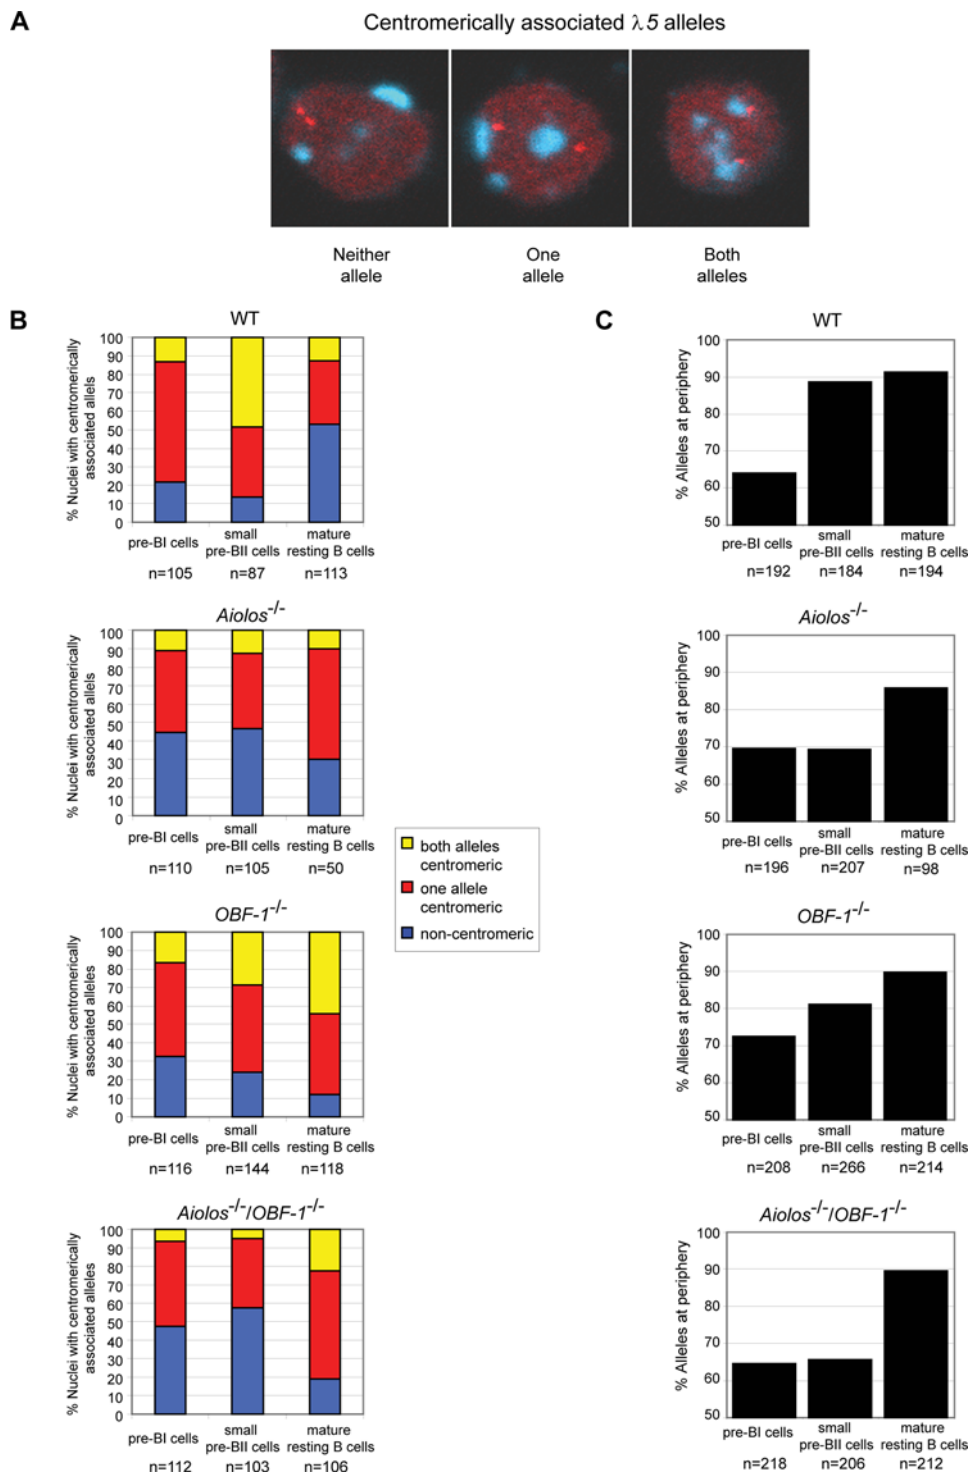 A
Centromerically associated λ5 alleles
Neither
allele
One
allele
Both
alleles
B
WT
% Nuclei with centromerically
associated allels
100
90
80
70
60
50
40
30
20
10
0
pre-BI cells
small
pre-BII cells
mature
resting B cells
n=105
n=87
n=113
Aiolos-/-
% Nuclei with centromerically
associated allels
100
90
80
70
60
50
40
30
20
10
0
pre-BI cells
small
pre-BII cells
mature
resting B cells
n=110
n=105
n=50
both alleles
centromeric
one allele
centromeric
non-centromeric
OBF-1-/-
% Nuclei with centromerically
associated alleles
100
90
80
70
60
50
40
30
20
10
0
pre-BI cells
small
pre-BII cells
mature
resting B cells
n=116
n=144
n=118
Aiolos-/-/OBF-1-/-
% Nuclei with centromerically
associated alleles
100
90
80
70
60
50
40
30
20
10
0
pre-BI cells
small
pre-BII cells
mature
resting B cells
n=112
n=103
n=106
C
WT
% Alleles at periphery
100
90
80
70
60
50
pre-BI cells
small
pre-BII cells
mature
resting B cells
n=192
n=184
n=194
Aiolos-/-
% Alleles at periphery
100
90
80
70
60
50
pre-BI cells
small
pre-BII cells
mature
resting B cells
n=196
n=207
n=98
OBF-1-/-
% Alleles at periphery
100
90
80
70
60
50
pre-BI cells
small
pre-BII cells
mature
resting B cells
n=208
n=266
n=214
Aiolos-/-/OBF-1-/-
% Alleles at periphery
100
90
80
70
60
50
pre-BI cells
small
pre-BII cells
mature
resting B cells
n=218
n=206
n=212